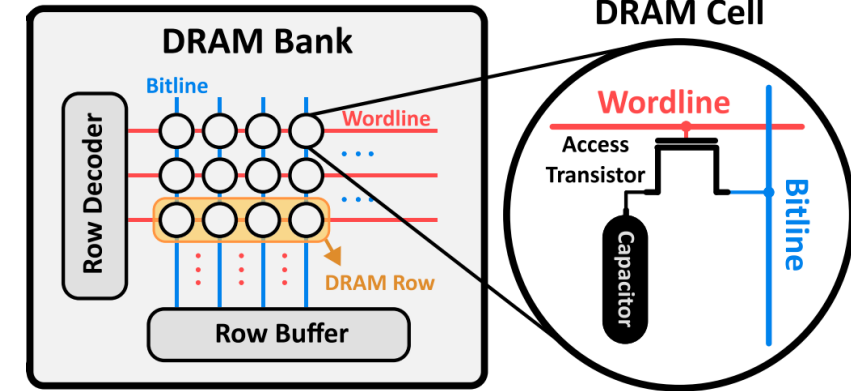 DRAM Bank
Bitline
Wordline
Row Decoder
DRAM Row
Row Buffer
DRAM Cell
Wordline
Access
Transistor
Bitline
Capacitor